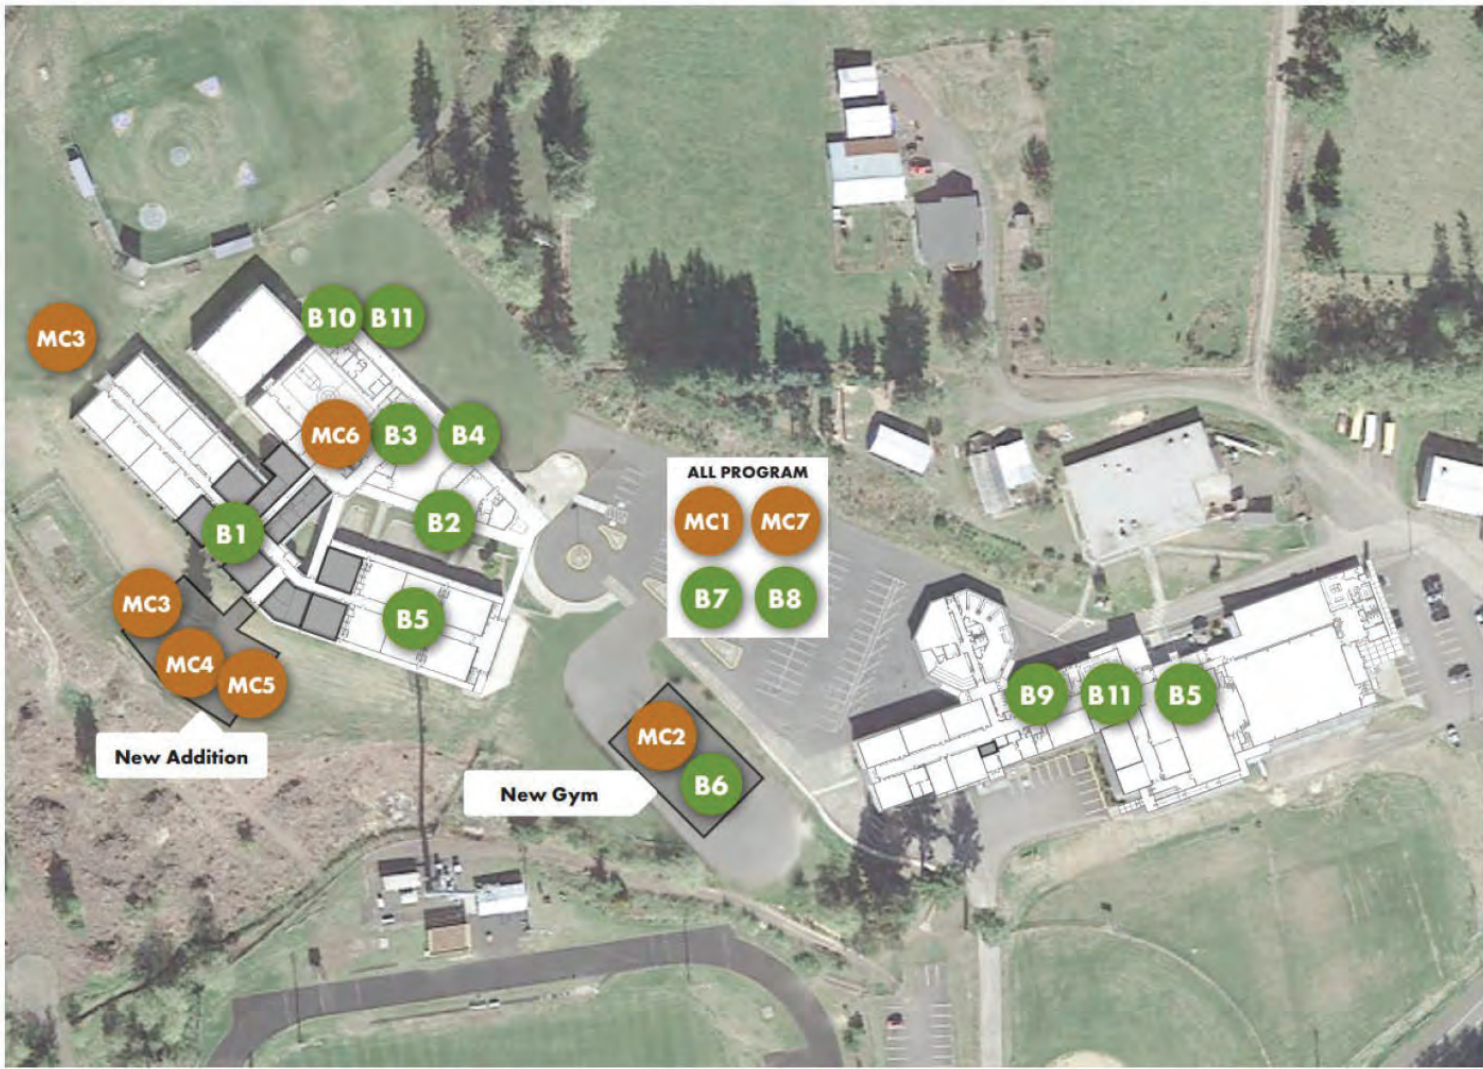 B10 B11
MC3
MC6 B3 B4
ALL PROGRAM
MC1 MC7
B1 B2
B7 B8
MC3 B5
MC4
MC5
B9 B11 B5
MC2
New Addition
B6
New Gym